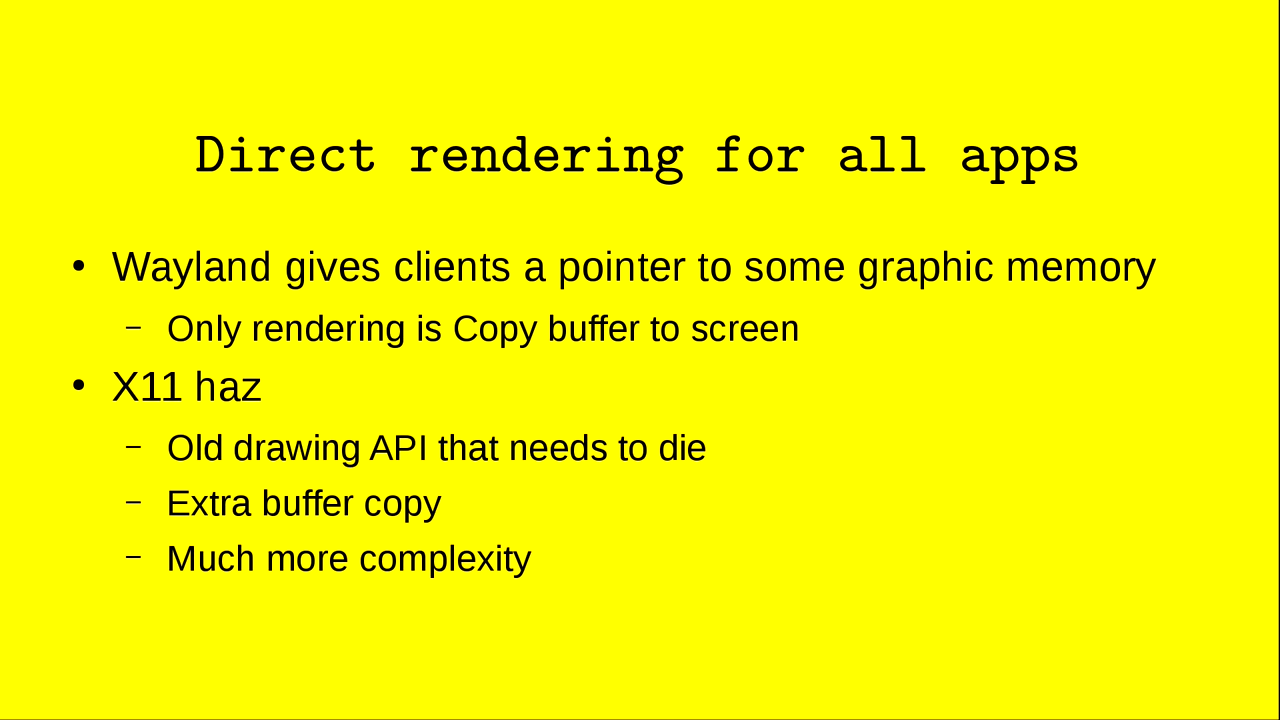 Direct rendering for all apps
• Wayland gives clients a pointer to some graphic memory
– Only rendering is Copy buffer to screen
• X11 haz
– Old drawing API that needs to die
– Extra buffer copy
– Much more complexity